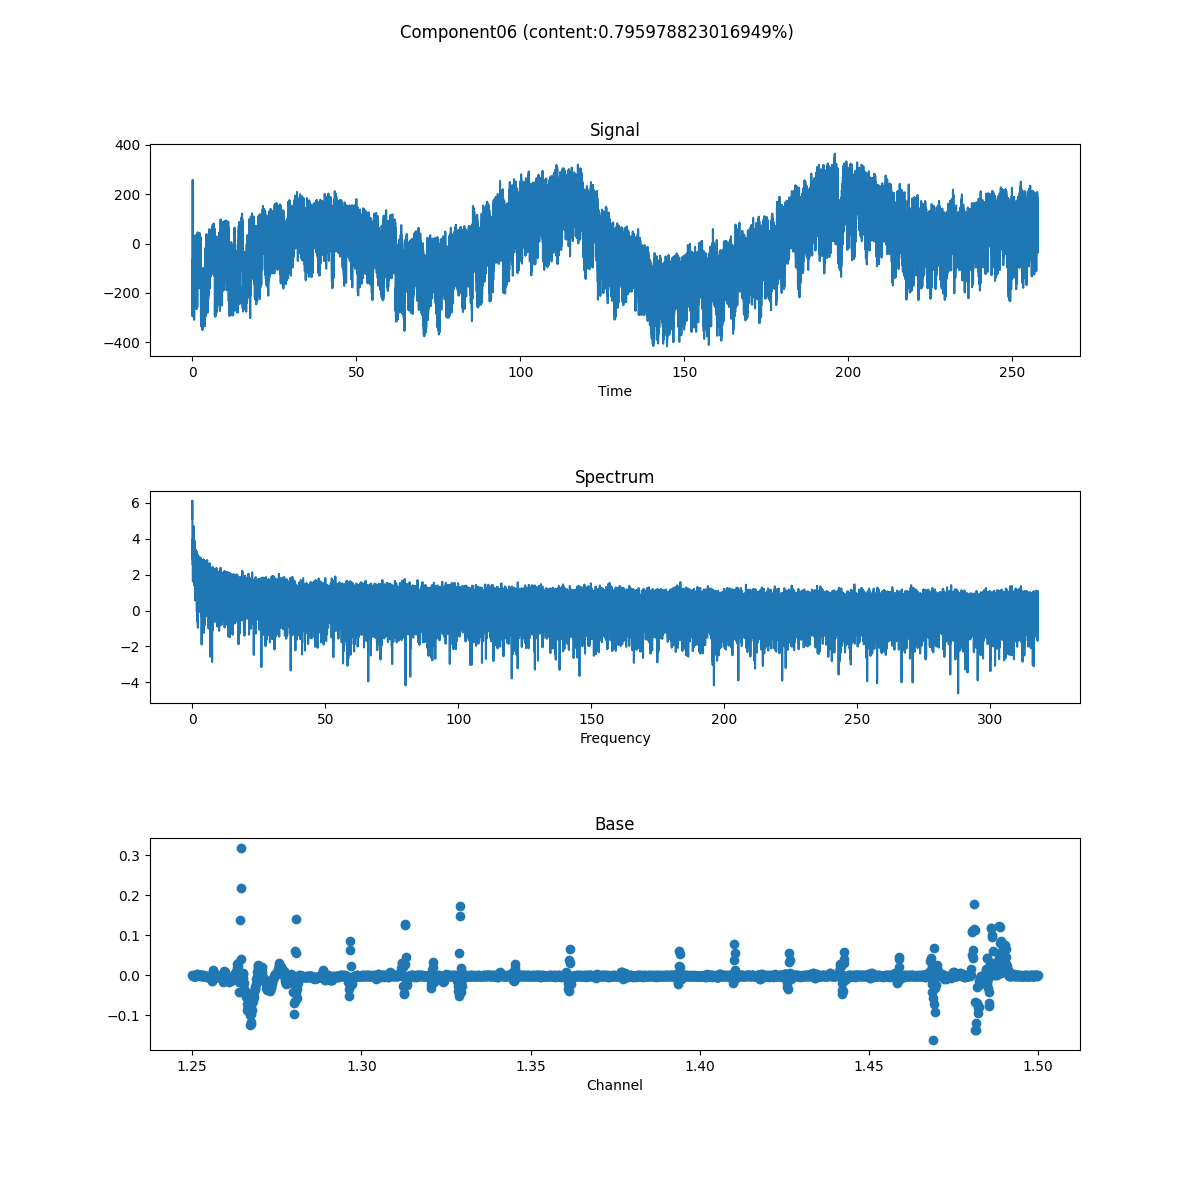 Component06 (content:0.795978823016949%)
Signal
400
200
0
−200
−400
0 50 100 150 200 250
Time
Spectrum
6
4
2
0
−2
−4
0 50 100 150 200 250 300
Frequency
Base
0.3
0.2
0.1
0.0
−0.1
1.25 1.30 1.35 1.40 1.45 1.50
Channel